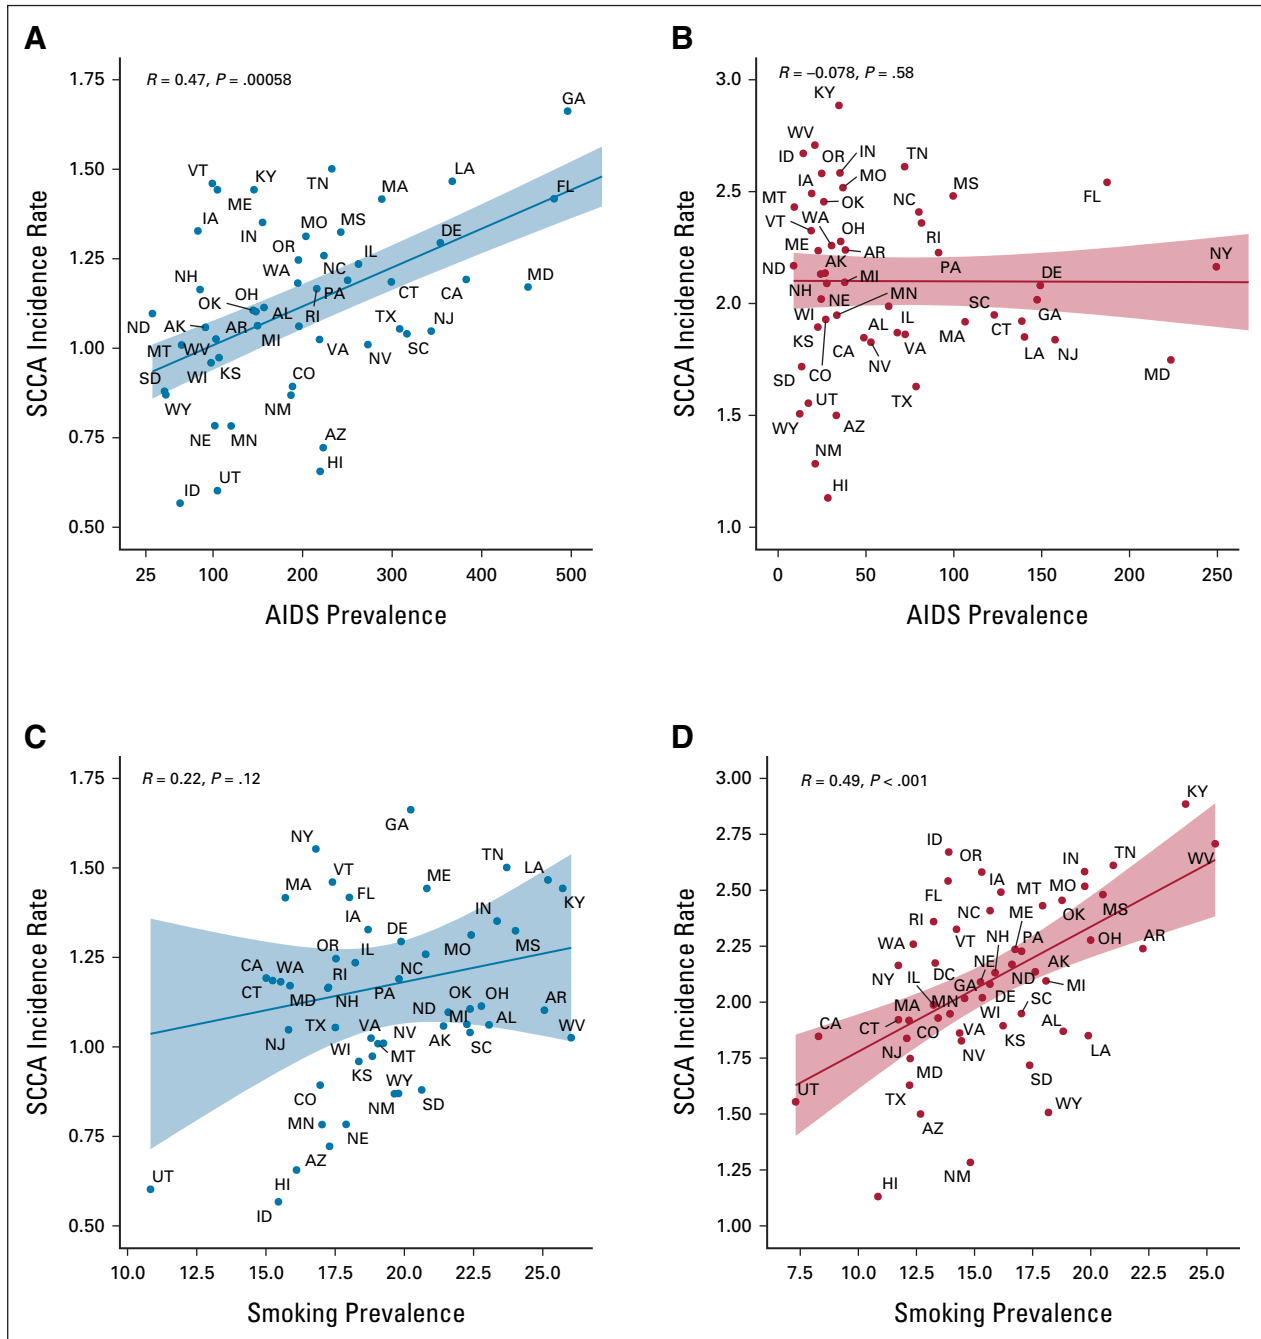 A
R = 0.47, P = .00058
SCCA Incidence Rate
1.75
1.50
1.25
1.00
0.75
0.50
GA
VT
KY
TN
LA
MA
FL
ME
IA
IN
MO
MS
DE
OR
IL
NC
WA
NH
MD
OK
OH
PA
CT
CA
ND
AK
AR
AL
RI
TX
NJ
MT
WV
MI
VA
SC
NV
SD
WI
KS
CO
WY
NM
NE
MN
AZ
HI
ID
UT
25 100 200 300 400 500
AIDS Prevalence
B
R = –0.078, P = .58
SCCA Incidence Rate
3.0
2.5
2.0
1.5
1.0
KY
WV
ID
OR
IN
TN
IA
MO
MS
FL
MT
OK
NC
VT
WA
OH
ME
AR
RI
NY
ND
AK
MI
PA
DE
NH
NE
MN
SC
GA
WI
AL
IL
KS
CA
VA
MA
CT
NV
LA
NJ
SD
CO
MD
UT
TX
WY
AZ
NM
HI
0 50 100 150 200 250
AIDS Prevalence
C
R = 0.22, P = .12
SCCA Incidence Rate
1.75
1.50
1.25
1.00
0.75
0.50
GA
NY
TN
VT
LA
MA
FL
ME
KY
IA
DE
IN
OR
IL
MO
MS
CA
WA
RI
NC
CT
MD
NH
PA
ND
OK
OH
AR
NJ
TX
VA
NV
MI
AL
WV
WI
MT
AK
SC
KS
CO
WY
NM
SD
MN
NE
AZ
UT
HI
ID
10.0 12.5 15.0 17.5 20.0 22.5 25.0
Smoking Prevalence
D
R = 0.49, P < .001
SCCA Incidence Rate
3.00
2.75
2.50
2.25
2.00
1.75
1.50
1.25
1.00
KY
ID
OR
IN
TN
WV
FL
IA
MT
MO
RI
NC
ME
OK
MS
WA
VT
NH
PA
OH
AR
NY
IL
DC
NE
AK
GA
ND
MI
CA
MA
MN
DE
SC
CT
CO
WI
AL
NJ
VA
NV
KS
LA
MD
SD
UT
TX
WY
AZ
NM
HI
7.5 10.0 12.5 15.0 17.5 20.0 22.5 25.0
Smoking Prevalence